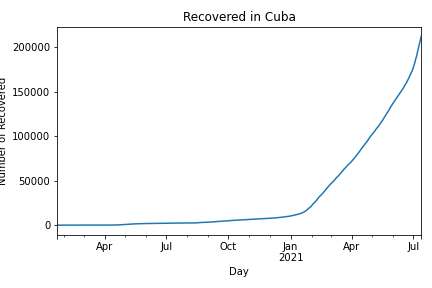 Recovered in Cuba
Number of Recovered
200000
150000
100000
50000
0
Apr Jul Oct Jan Apr Jul
2021
Day